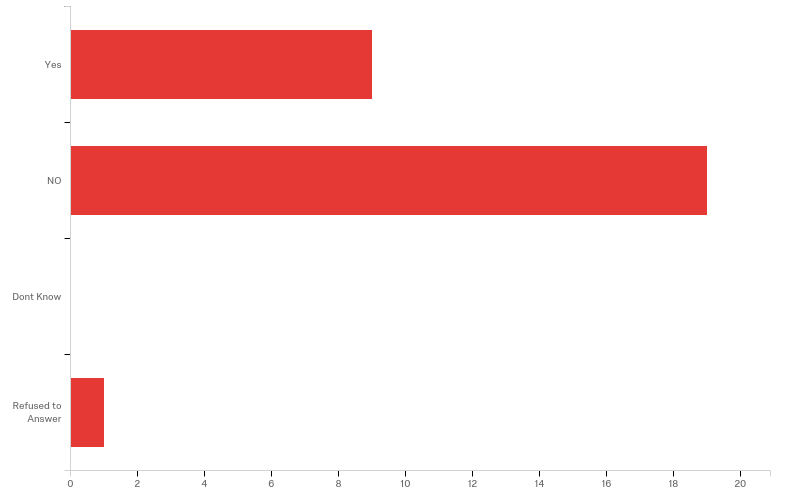 Yes
NO
Dont Know
Refused to
Answer
0 2 4 6 8 10 12 14 16 18 20